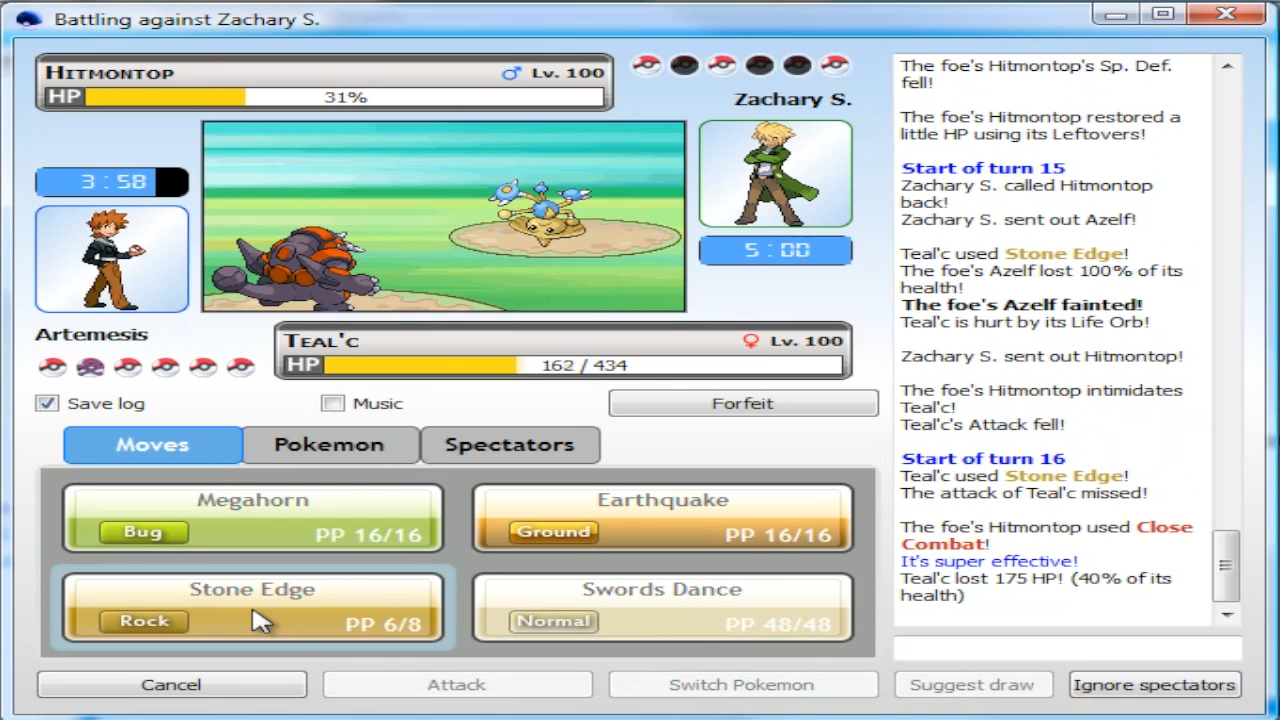 Battling against Zachary S.
HITMONTOP ♂ Lv. 100
HP 31%
Zachary S.
3:58
5:00
Artemesis
TEAL'C ♀ Lv. 100
HP 162 / 434
Save log
Music
Forfeit
Moves
Pokemon
Spectators
Megahorn
Bug PP 16/16
Earthquake
Ground PP 16/16
Stone Edge
Rock PP 6/8
Swords Dance
Normal PP 48/48
Cancel
Attack
Switch Pokemon
Suggest draw
Ignore spectators
The foe's Hitmontop's Sp. Def.
fell!
The foe's Hitmontop restored a
little HP using its Leftovers!
Start of turn 15
Zachary S. called Hitmontop
back!
Zachary S. sent out Azelf!
Teal'c used Stone Edge!
The foe's Azelf lost 100% of its
health!
The foe's Azelf fainted!
Teal'c is hurt by its Life Orb!
Zachary S. sent out Hitmontop!
The foe's Hitmontop intimidates
Teal'c!
Teal'c's Attack fell!
Start of turn 16
Teal'c used Stone Edge!
The attack of Teal'c missed!
The foe's Hitmontop used Close
Combat!
It's super effective!
Teal'c lost 175 HP! (40% of its
health)